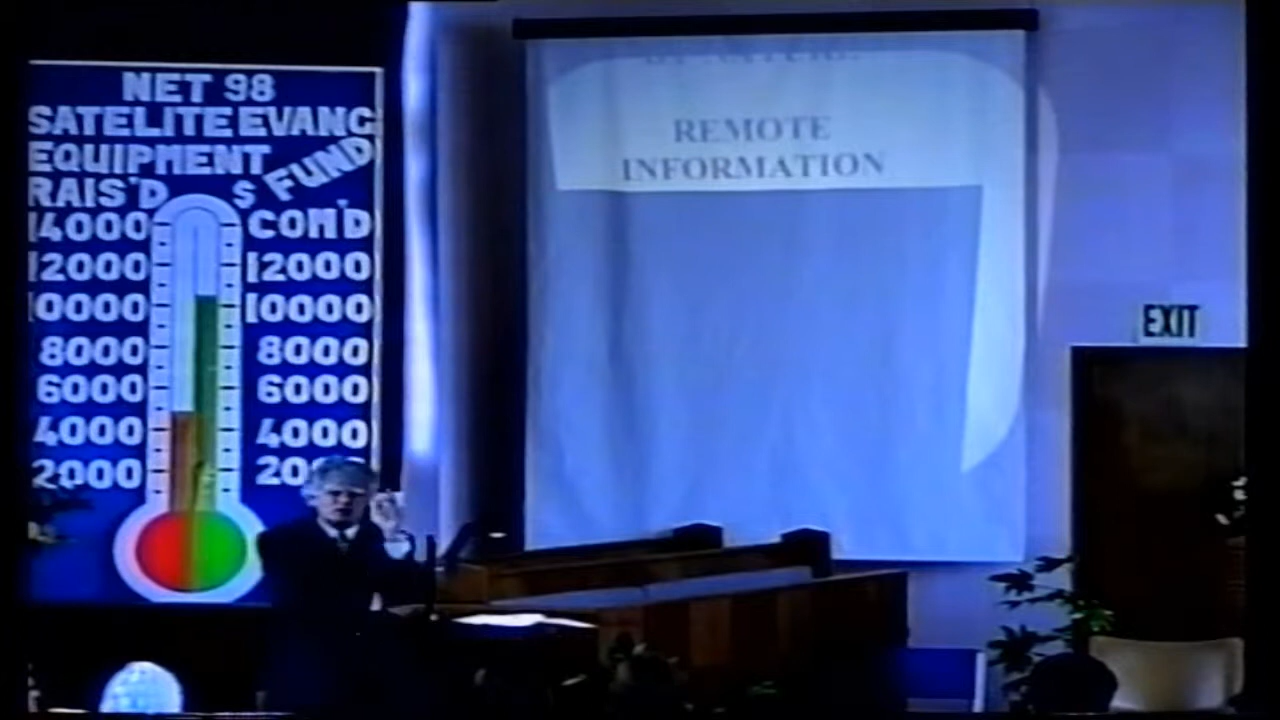 NET 98
SATELITE EVANG
EQUIPMENT FUND
RAIS'D $ COM'D
14000
12000 12000
10000 10000
8000 8000
6000 6000
4000 4000
2000
REMOTE
INFORMATION
EXIT